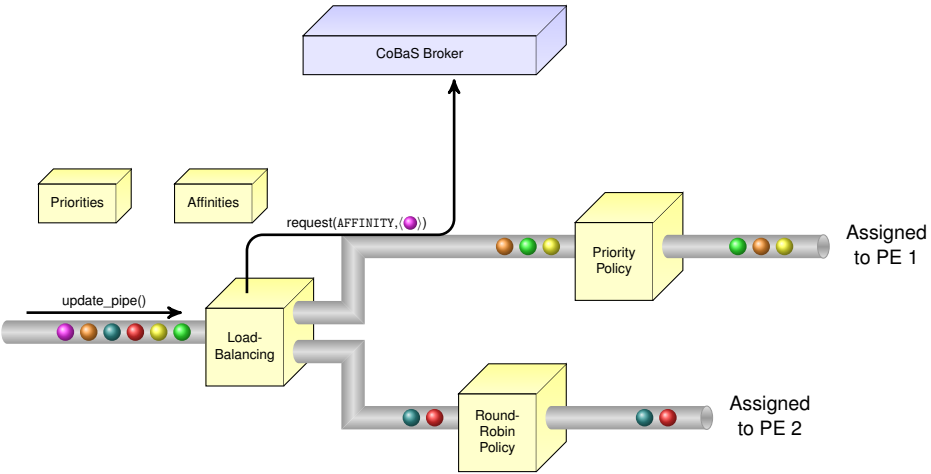 CoBaS Broker
Priorities
Affinities
request(AFFINITY,⟨ ⟩)
update_pipe()
Load-
Balancing
Priority
Policy
Assigned
to PE 1
Round-
Robin
Policy
Assigned
to PE 2